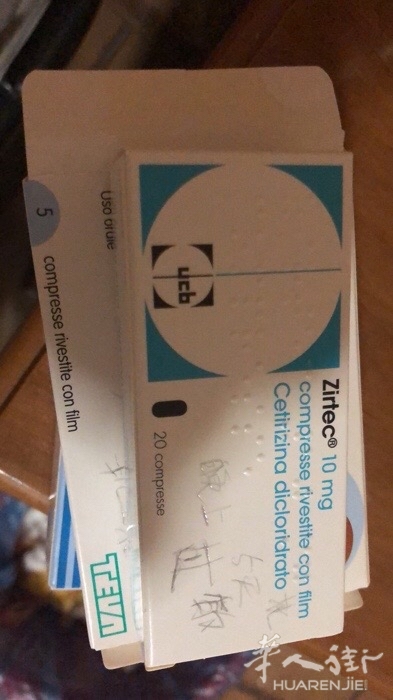 Zirtec® 10 mg
compresse rivestite con film
Cetirizina dicloridrato
20 compresse
ucb
晚上
过敏
Uso orale
5 compresse rivestite con film
TEVA
华人街
HUARENJIE